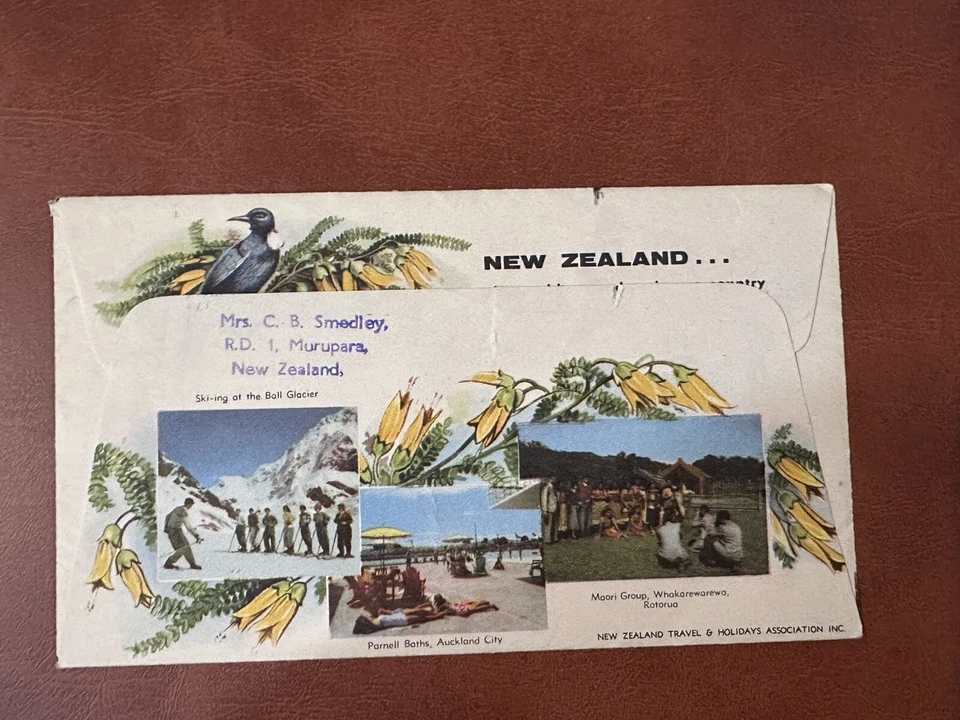 NEW ZEALAND...
country
Mrs. C. B. Smedley,
R.D. 1, Murupara,
New Zealand,
Ski-ing at the Ball Glacier
Parnell Baths, Auckland City
Maori Group, Whakarewarewa,
Rotorua
NEW ZEALAND TRAVEL & HOLIDAYS ASSOCIATION INC.